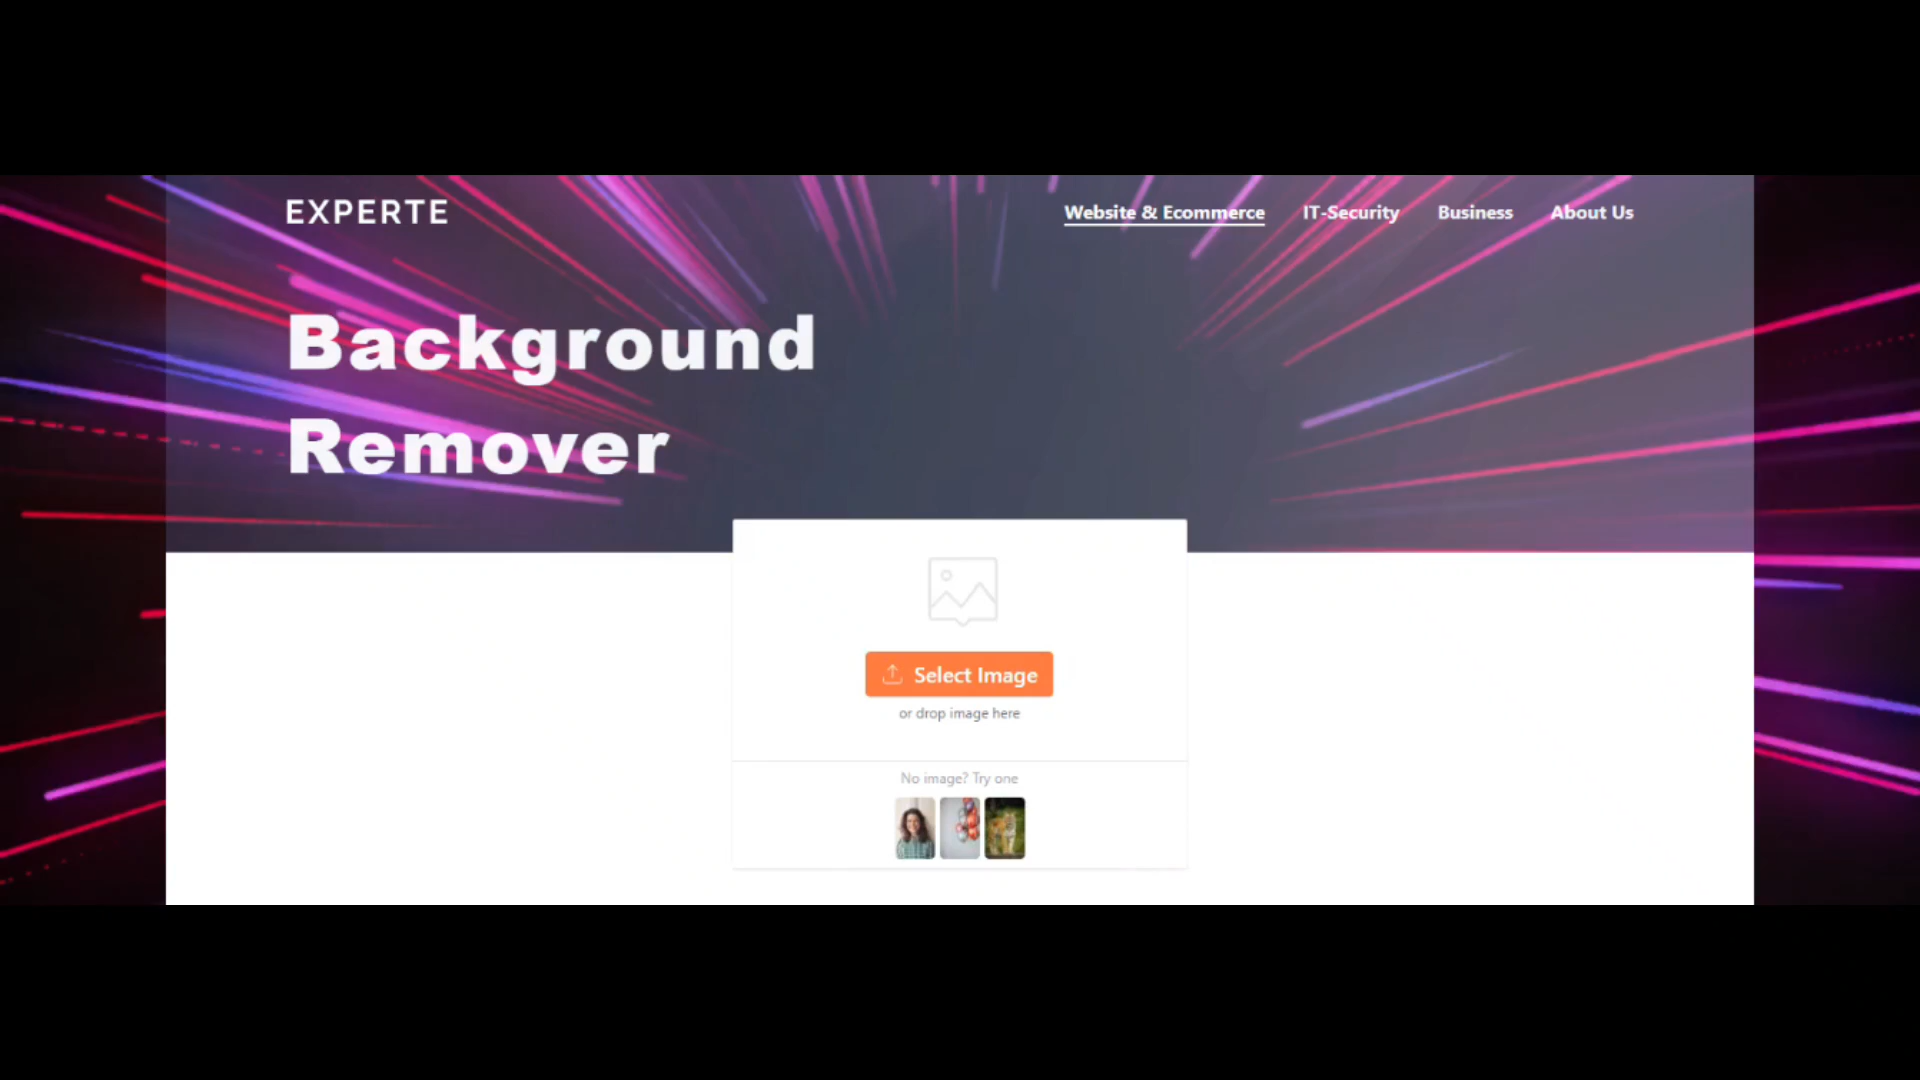 EXPERTE
Website & Ecommerce IT-Security Business About Us
Background
Remover
Select Image
or drop image here
No image? Try one